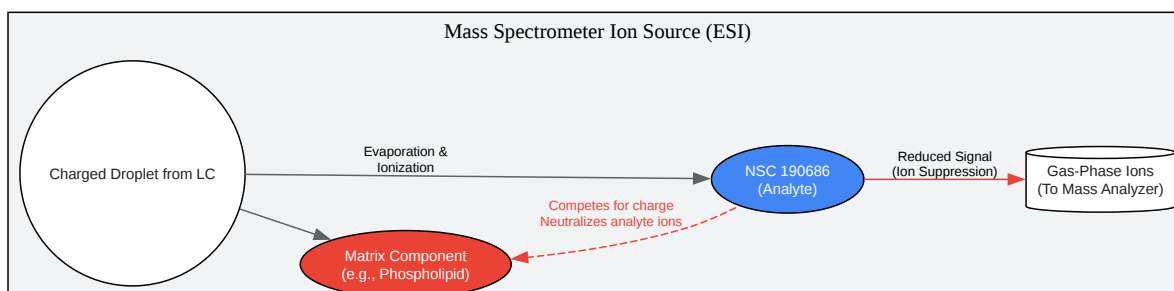 Mass Spectrometer Ion Source (ESI)
Charged Droplet from LC
Evaporation &
Ionization
NSC 190686
(Analyte)
Reduced Signal
(Ion Suppression)
Gas-Phase Ions
(To Mass Analyzer)
Competes for charge
Neutralizes analyte ions
Matrix Component
(e.g., Phospholipid)